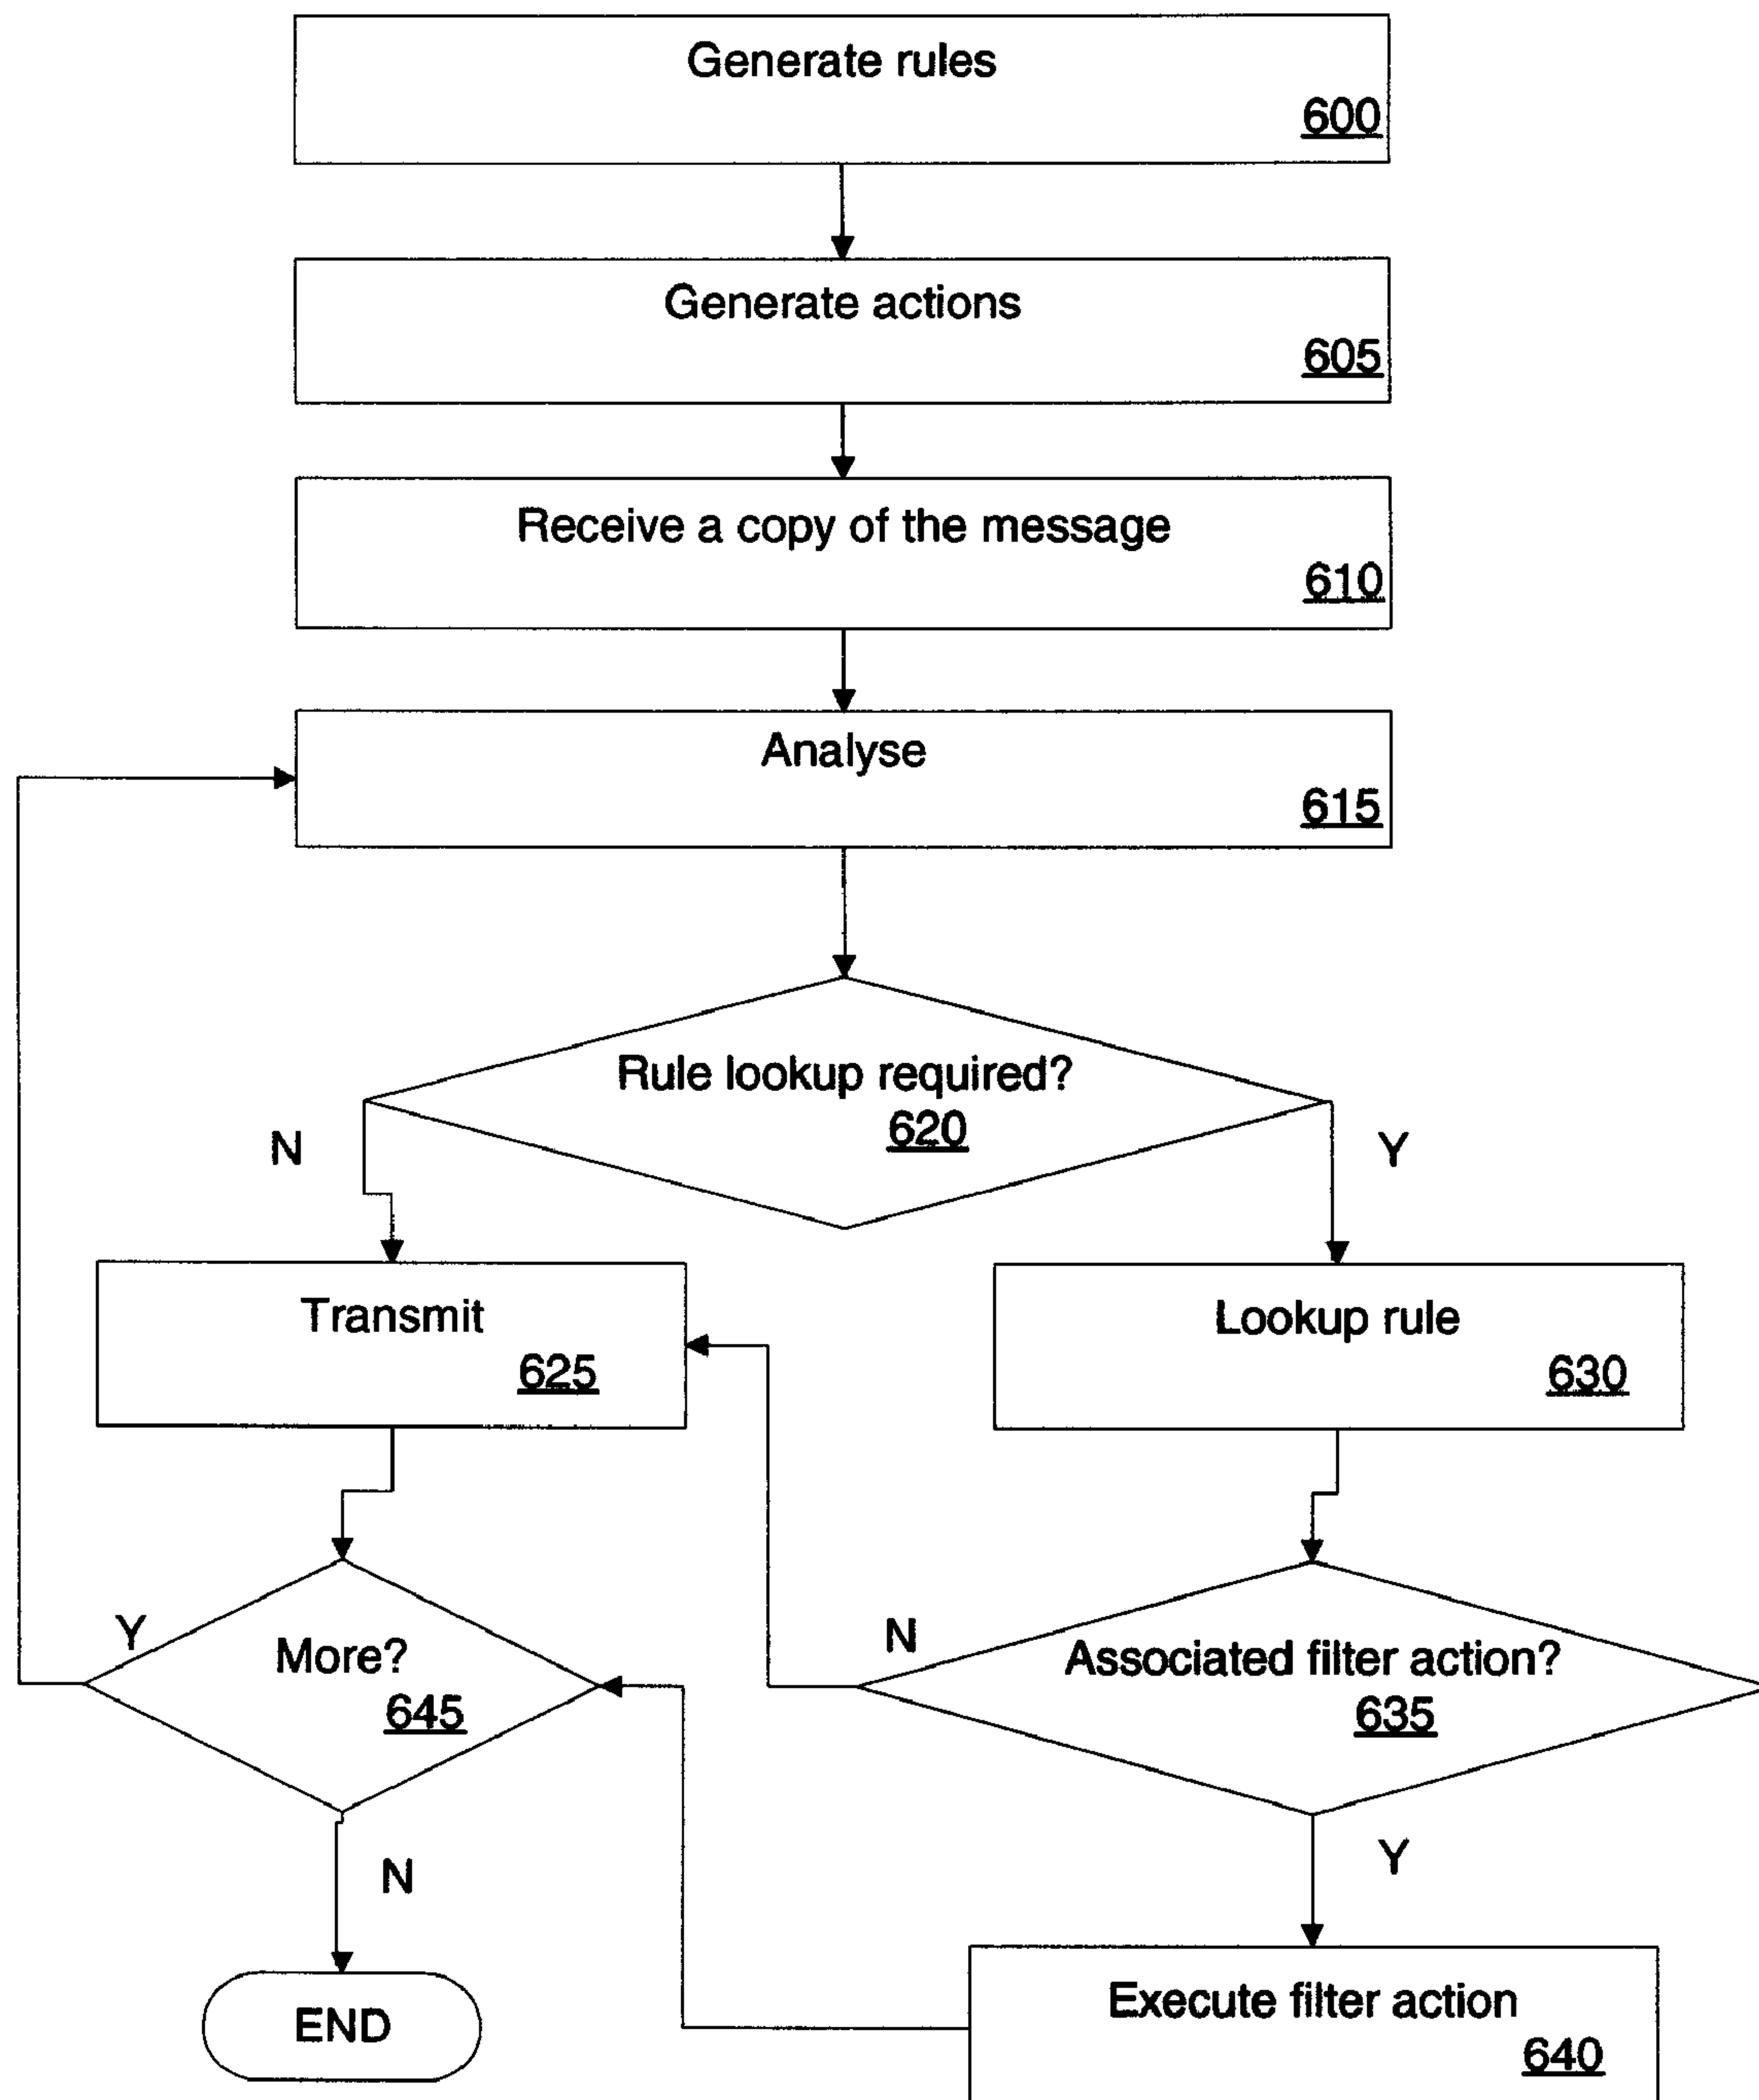 Generate rules
600
Generate actions
605
Receive a copy of the message
610
Analyse
615
Rule lookup required?
620
N
Y
Transmit
625
Lookup rule
630
Y
More?
645
N
Associated filter action?
635
N
Y
END
Execute filter action
640